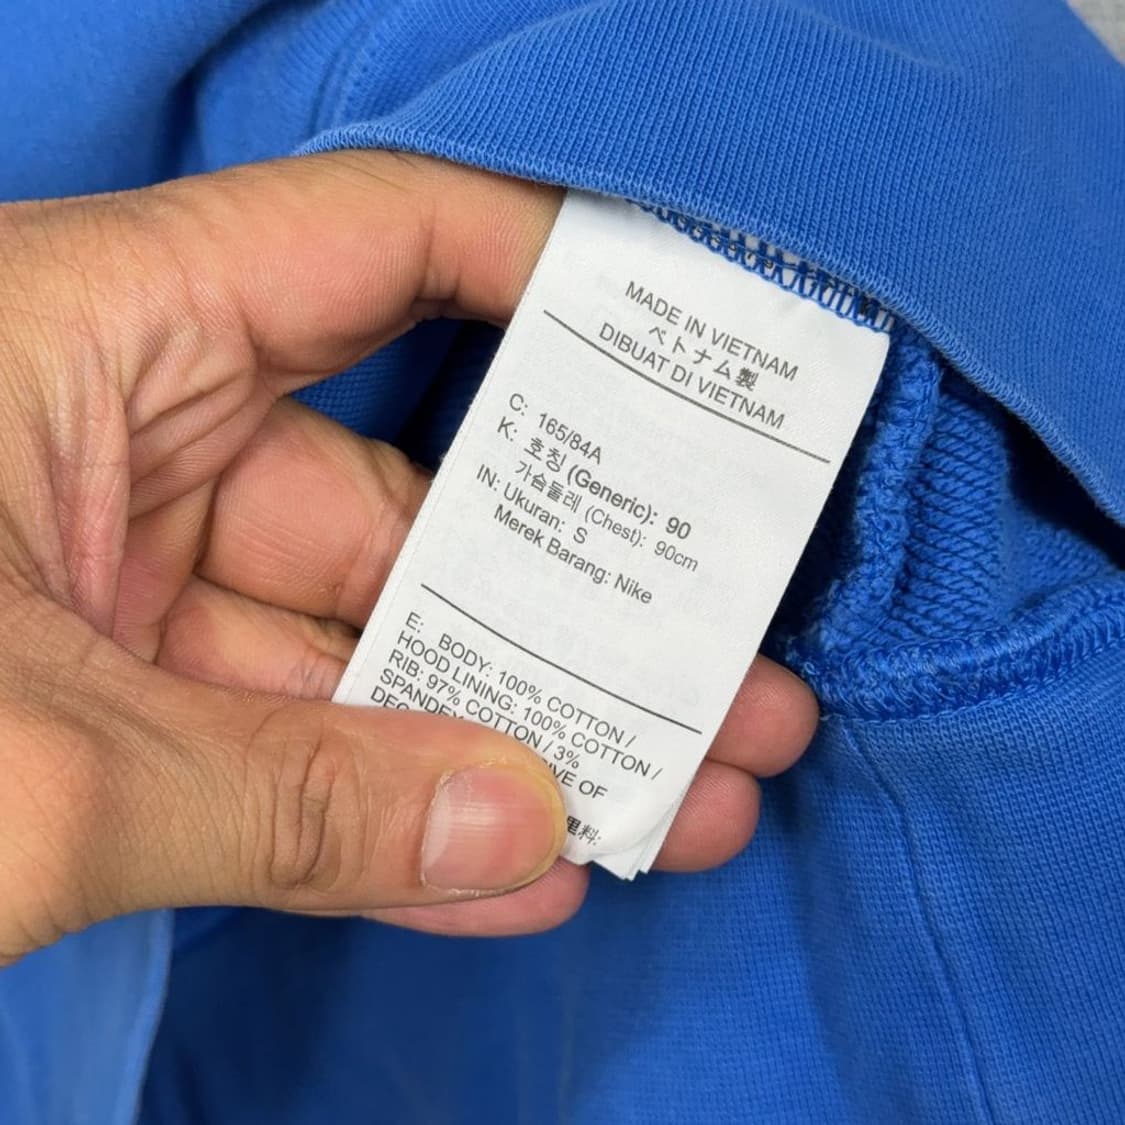 MADE IN VIETNAM
ベトナム製
DIBUAT DI VIETNAM
C: 165/84A
K: 호칭 (Generic): 90
가슴둘레 (Chest): 90cm
IN: Ukuran: S
Merek Barang: Nike
E: BODY: 100% COTTON /
HOOD LINING: 100% COTTON /
RIB: 97% COTTON / 3%
SPANDEX
OF